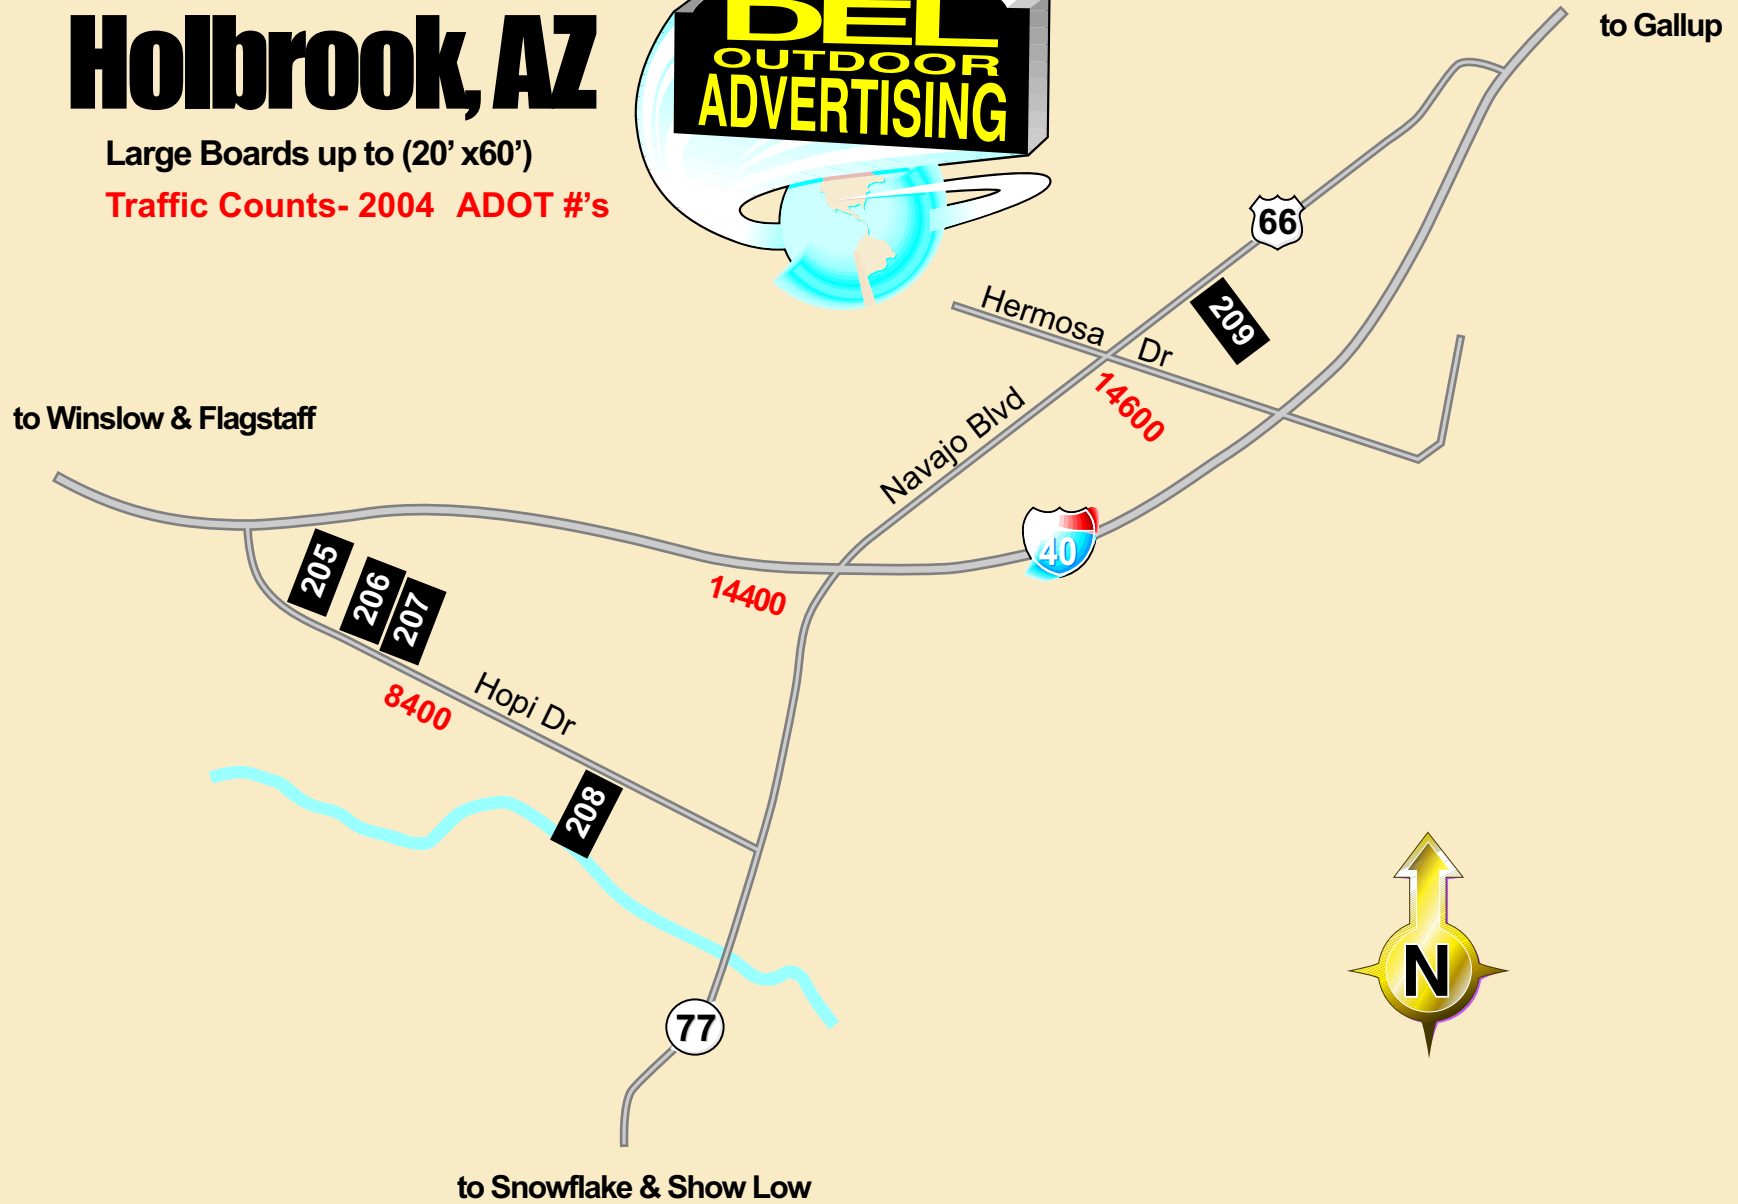 Holbrook, AZ
Large Boards up to (20’ x60’)
Traffic Counts- 2004 ADOT #’s
DEL
OUTDOOR
ADVERTISING
to Gallup
66
209
Hermosa Dr
14600
Navajo Blvd
to Winslow & Flagstaff
40
14400
205
206
207
8400
Hopi Dr
208
N
77
to Snowflake & Show Low